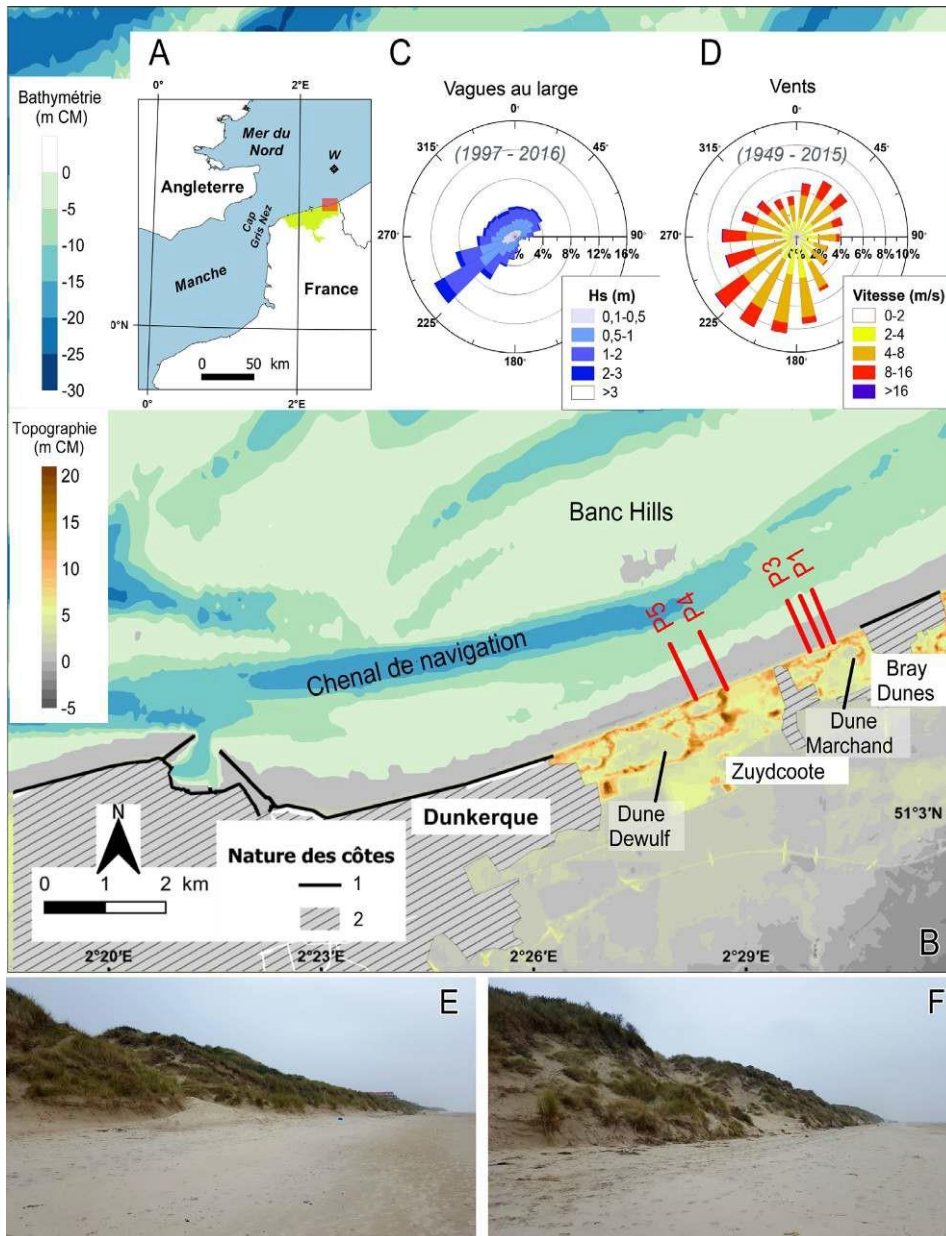 A
C
D
Bathymétrie
(m CM)
0
-5
-10
-15
-20
-25
-30
0°
2°E
Mer du
Nord
W
Angleterre
Cap
Gris Nez
Manche
France
0°N
0 50
km
0°
2°E
Vagues au large
0°
315°
45°
(1997 - 2016)
270°
90°
4% 8% 12% 16%
225°
180°
Hs (m)
0,1-0,5
0,5-1
1-2
2-3
>3
Vents
0°
315°
45°
(1949 - 2015)
270°
90°
0% 2% 4% 6% 8% 10%
225°
180°
Vitesse (m/s)
0-2
2-4
4-8
8-16
>16
Topographie
(m CM)
20
15
10
5
0
-5
Banc Hills
P5
P4
P3
P1
Chenal de navigation
Bray
Dunes
Dune
Marchand
Zuydcoote
Dune
Dewulf
51°3'N
Dunkerque
N
0 1 2 km
Nature des côtes
1
2
2°20'E
2°23'E
2°26'E
2°29'E
B
E
F